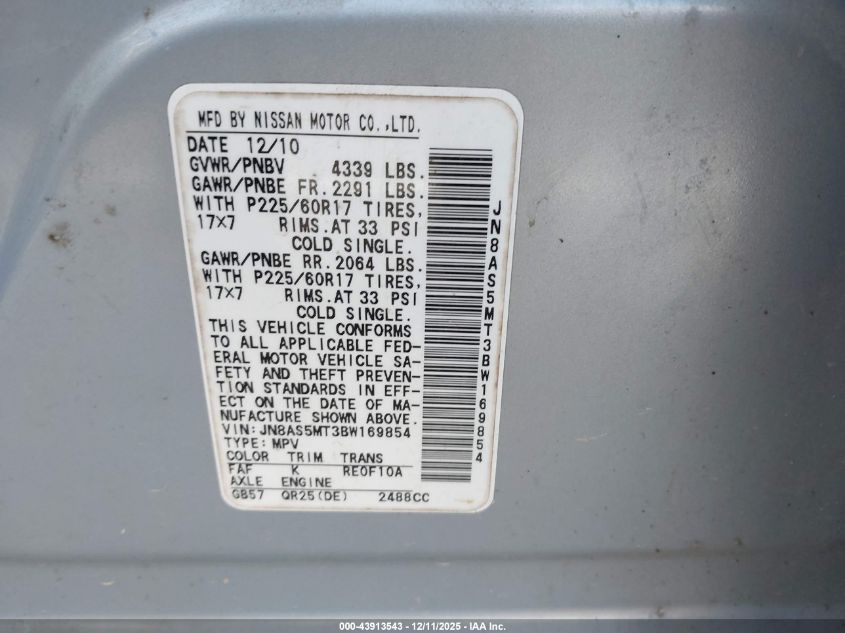 MFD BY NISSAN MOTOR CO.,LTD.
DATE 12/10
GVWR/PNBV 4339 LBS.
GAWR/PNBE FR.2291 LBS.
WITH P225/60R17 TIRES,
17X7 RIMS.AT 33 PSI
COLD SINGLE.
GAWR/PNBE RR.2064 LBS.
WITH P225/60R17 TIRES,
17X7 RIMS.AT 33 PSI
COLD SINGLE.
THIS VEHICLE CONFORMS
TO ALL APPLICABLE FED-
ERAL MOTOR VEHICLE SA-
FETY AND THEFT PREVEN-
TION STANDARDS IN EFF-
ECT ON THE DATE OF MA-
NUFACTURE SHOWN ABOVE.
VIN: JN8AS5MT3BW169854
TYPE: MPV
COLOR TRIM TRANS
FAF K RE0F10A
AXLE ENGINE
GB57 QR25(DE) 2488CC
JN8AS5MT3BW169854
000-43913543 - 12/11/2025 - IAA Inc.